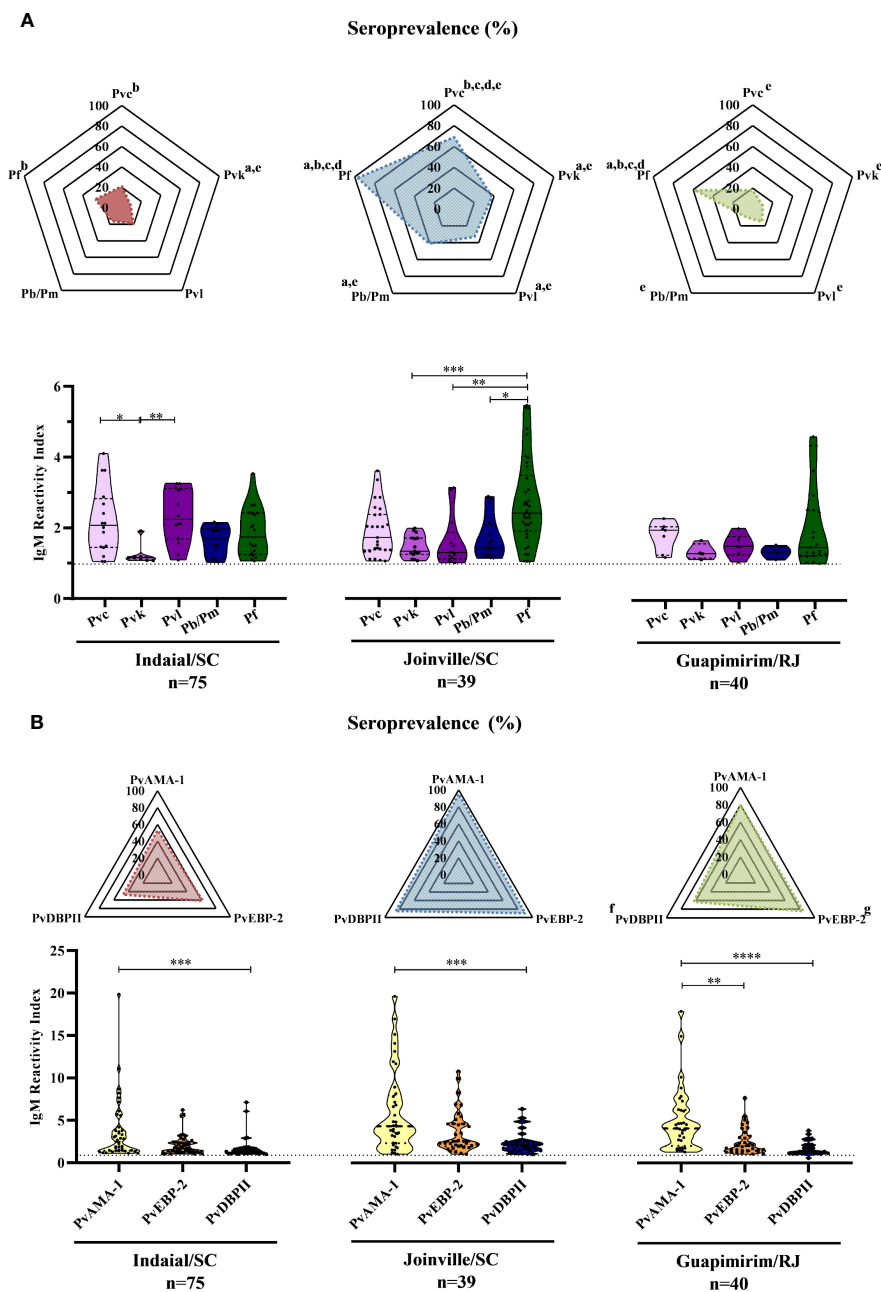 A
Seroprevalence (%)
Pvc b
100
80
60
40
20
0
Pf b
Pvk a,e
Pb/Pm
Pvl
Pvc b,c,d,e
100
80
60
40
20
0
a,b,c,d
Pf
Pvk a,e
a,e
Pb/Pm
Pvl a,e
Pvc e
100
80
60
40
20
0
a,b,c,d
Pf
Pvk e
e
Pb/Pm
Pvl e
IgM Reactivity Index
6
4
2
0
* **
*** ** *
Pvc Pvk Pvl Pb/Pm Pf
Pvc Pvk Pvl Pb/Pm Pf
Pvc Pvk Pvl Pb/Pm Pf
Indaial/SC
n=75
Joinville/SC
n=39
Guapimirim/RJ
n=40
B
Seroprevalence (%)
PvAMA-1
100
80
60
40
20
0
PvDBPII
PvEBP-2
PvAMA-1
100
80
60
40
20
0
PvDBPII
PvEBP-2
PvAMA-1
100
80
60
40
20
0
f
PvDBPII
PvEBP-2 g
IgM Reactivity Index
25
20
15
10
5
0
***
***
****
**
PvAMA-1 PvEBP-2 PvDBPII
PvAMA-1 PvEBP-2 PvDBPII
PvAMA-1 PvEBP-2 PvDBPII
Indaial/SC
n=75
Joinville/SC
n=39
Guapimirim/RJ
n=40